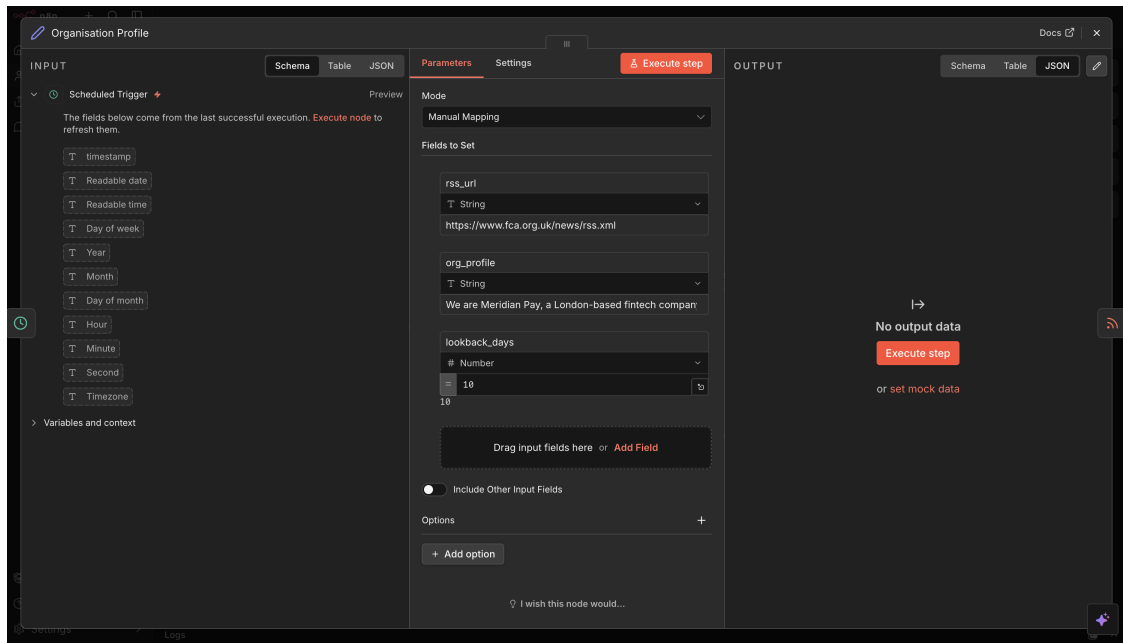 n8n
Organisation Profile
Docs
INPUT
Schema
Table
JSON
Scheduled Trigger
Preview
The fields below come from the last successful execution. Execute node to
refresh them.
T timestamp
T Readable date
T Readable time
T Day of week
T Year
T Month
T Day of month
T Hour
T Minute
T Second
T Timezone
Variables and context
Parameters
Settings
Execute step
Mode
Manual Mapping
Fields to Set
rss_url
T String
https://www.fca.org.uk/news/rss.xml
org_profile
T String
We are Meridian Pay, a London-based fintech compan
lookback_days
# Number
= 10
10
Drag input fields here or Add Field
Include Other Input Fields
Options
+ Add option
I wish this node would...
OUTPUT
Schema
Table
JSON
No output data
Execute step
or set mock data
Settings
Logs